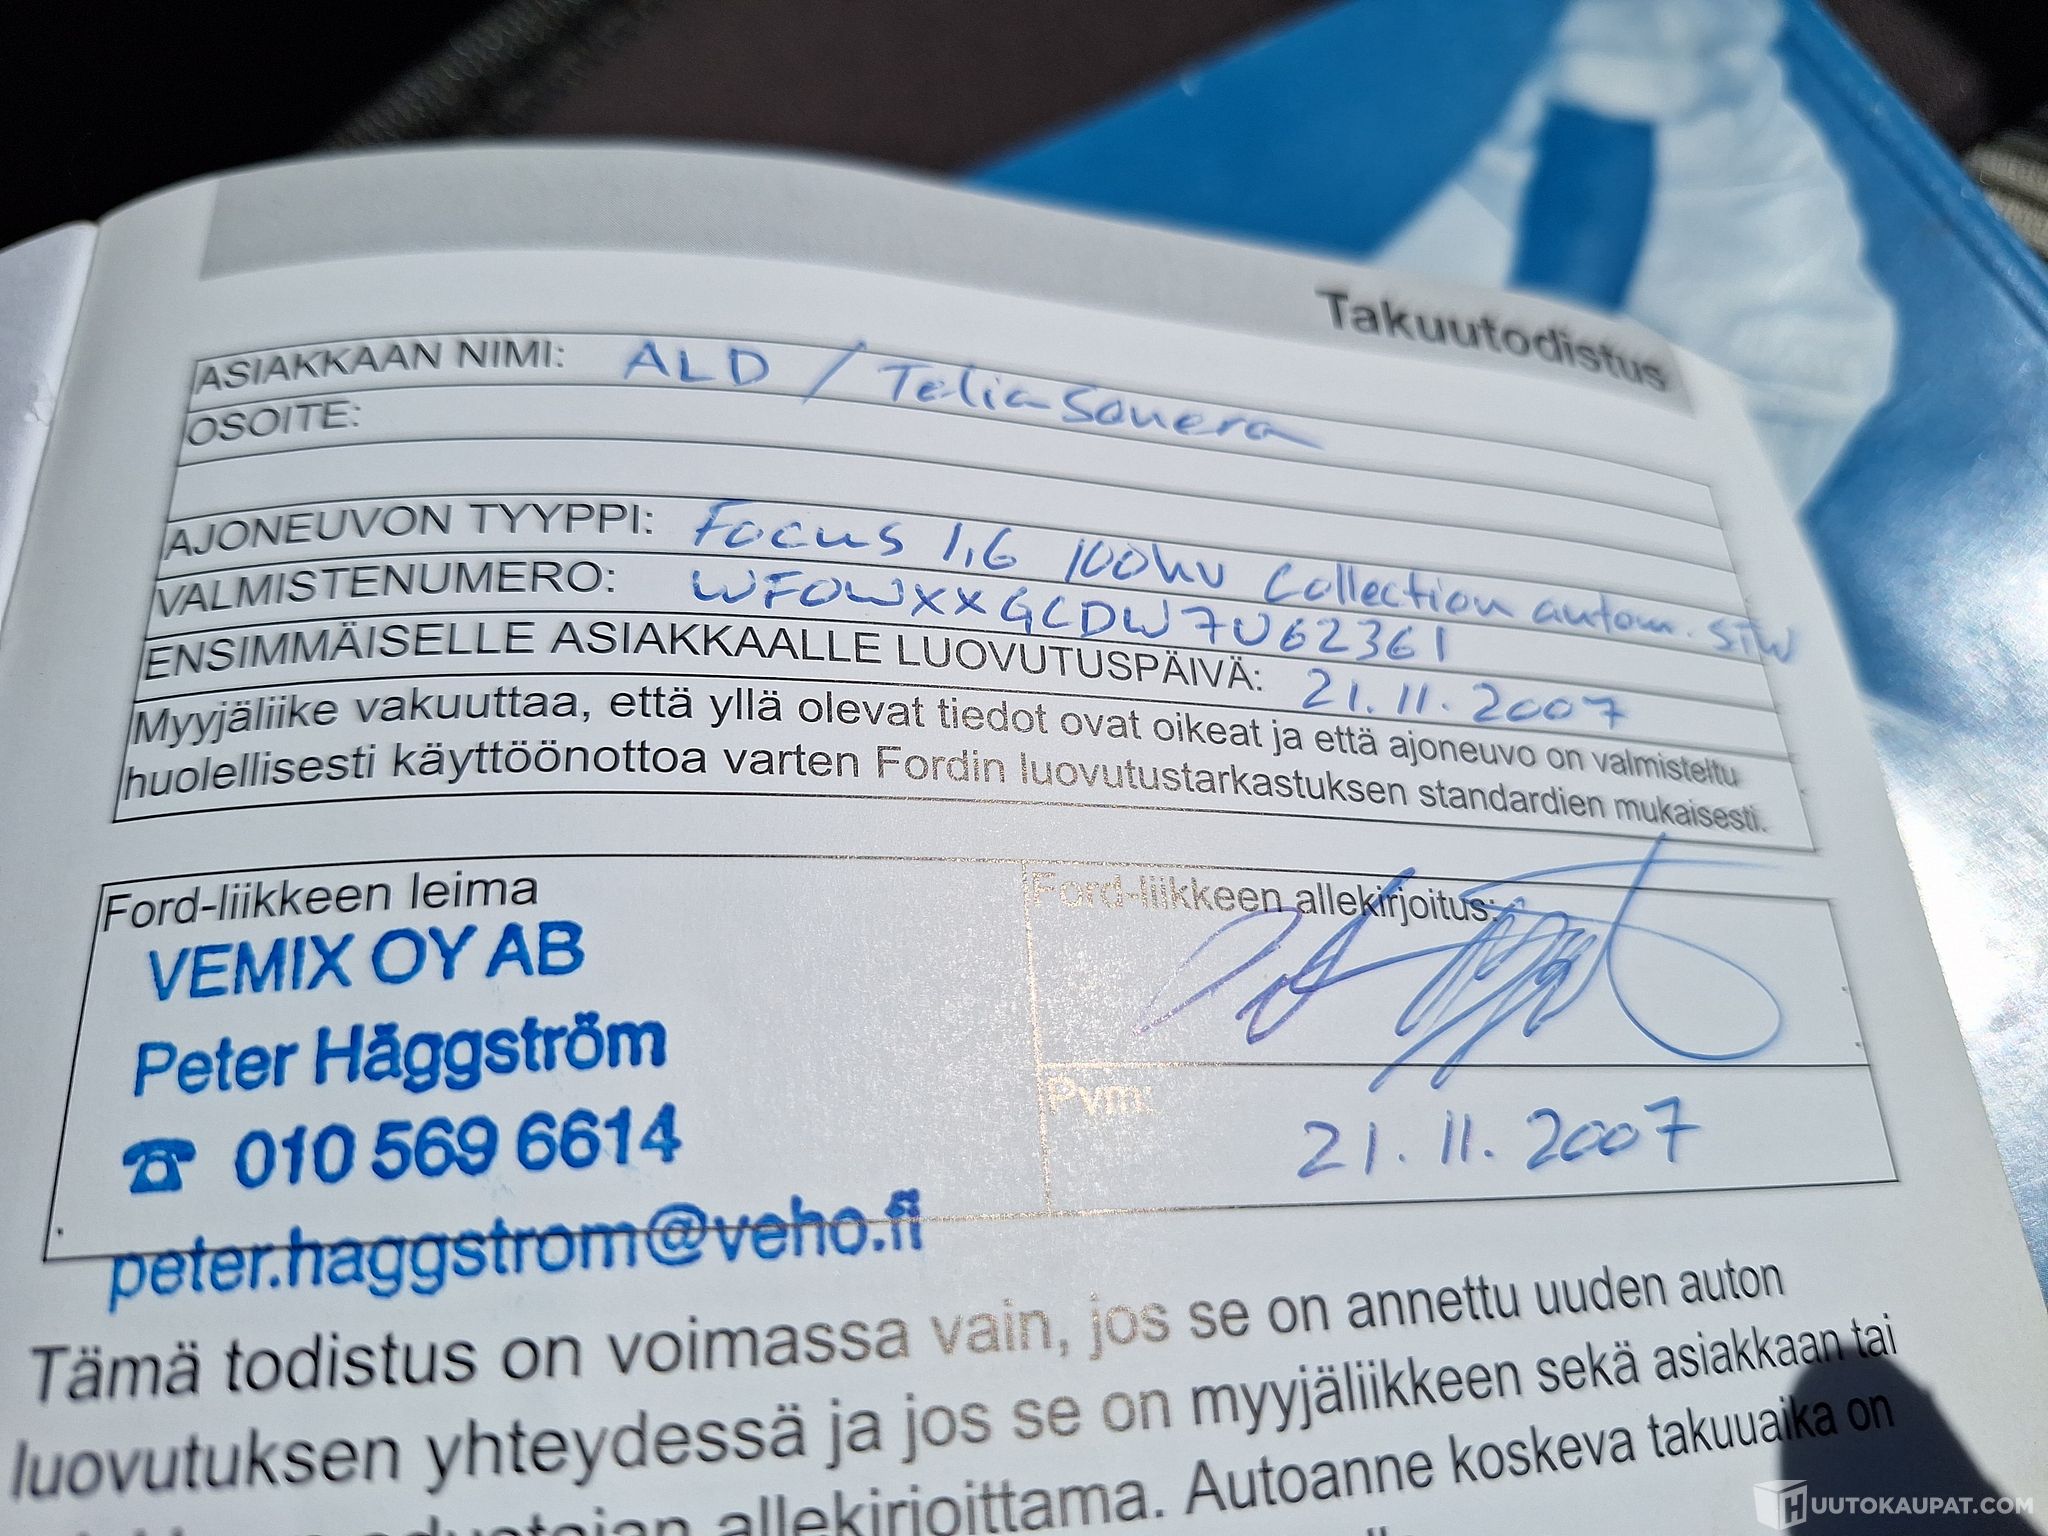 Takuutodistus
ASIAKKAAN NIMI: ALD / TeliaSonera
OSOITE:
AJONEUVON TYYPPI: Focus 1,6 100hv Collection autom. STW
VALMISTENUMERO: WF0WXXGCDW7U62361
ENSIMMÄISELLE ASIAKKAALLE LUOVUTUSPÄIVÄ: 21.11.2007
Myyjäliike vakuuttaa, että yllä olevat tiedot ovat oikeat ja että ajoneuvo on valmisteltu
huolellisesti käyttöönottoa varten Fordin luovutustarkastuksen standardien mukaisesti.
Ford-liikkeen leima
VEMIX OY AB
Peter Häggström
☎ 010 569 6614
peter.haggstrom@veho.fi
Ford-liikkeen allekirjoitus:
Pvm:
21.11.2007
Tämä todistus on voimassa vain, jos se on annettu uuden auton
luovutuksen yhteydessä ja jos se on myyjäliikkeen sekä asiakkaan tai
allekirjoittama. Autoanne koskeva takuuaika on
HUUTOKAUPAT.COM